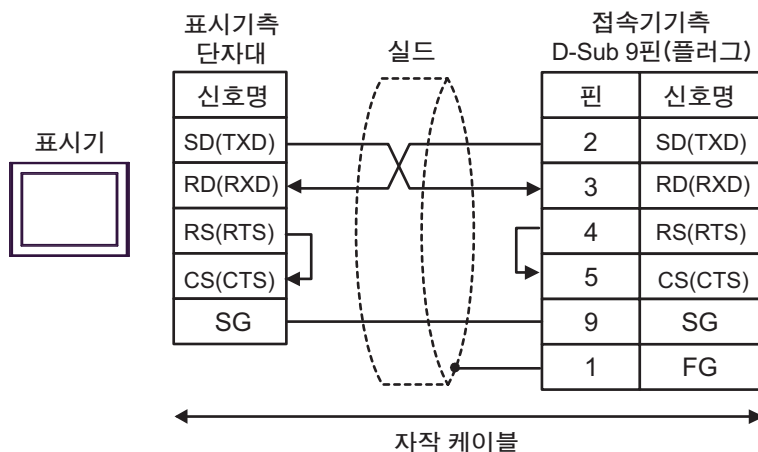 표시기측
단자대
실드
접속기기측
D-Sub 9핀(플러그)
표시기
신호명
핀 신호명
SD(TXD) 2 SD(TXD)
RD(RXD) 3 RD(RXD)
RS(RTS) 4 RS(RTS)
CS(CTS) 5 CS(CTS)
SG 9 SG
1 FG
자작 케이블